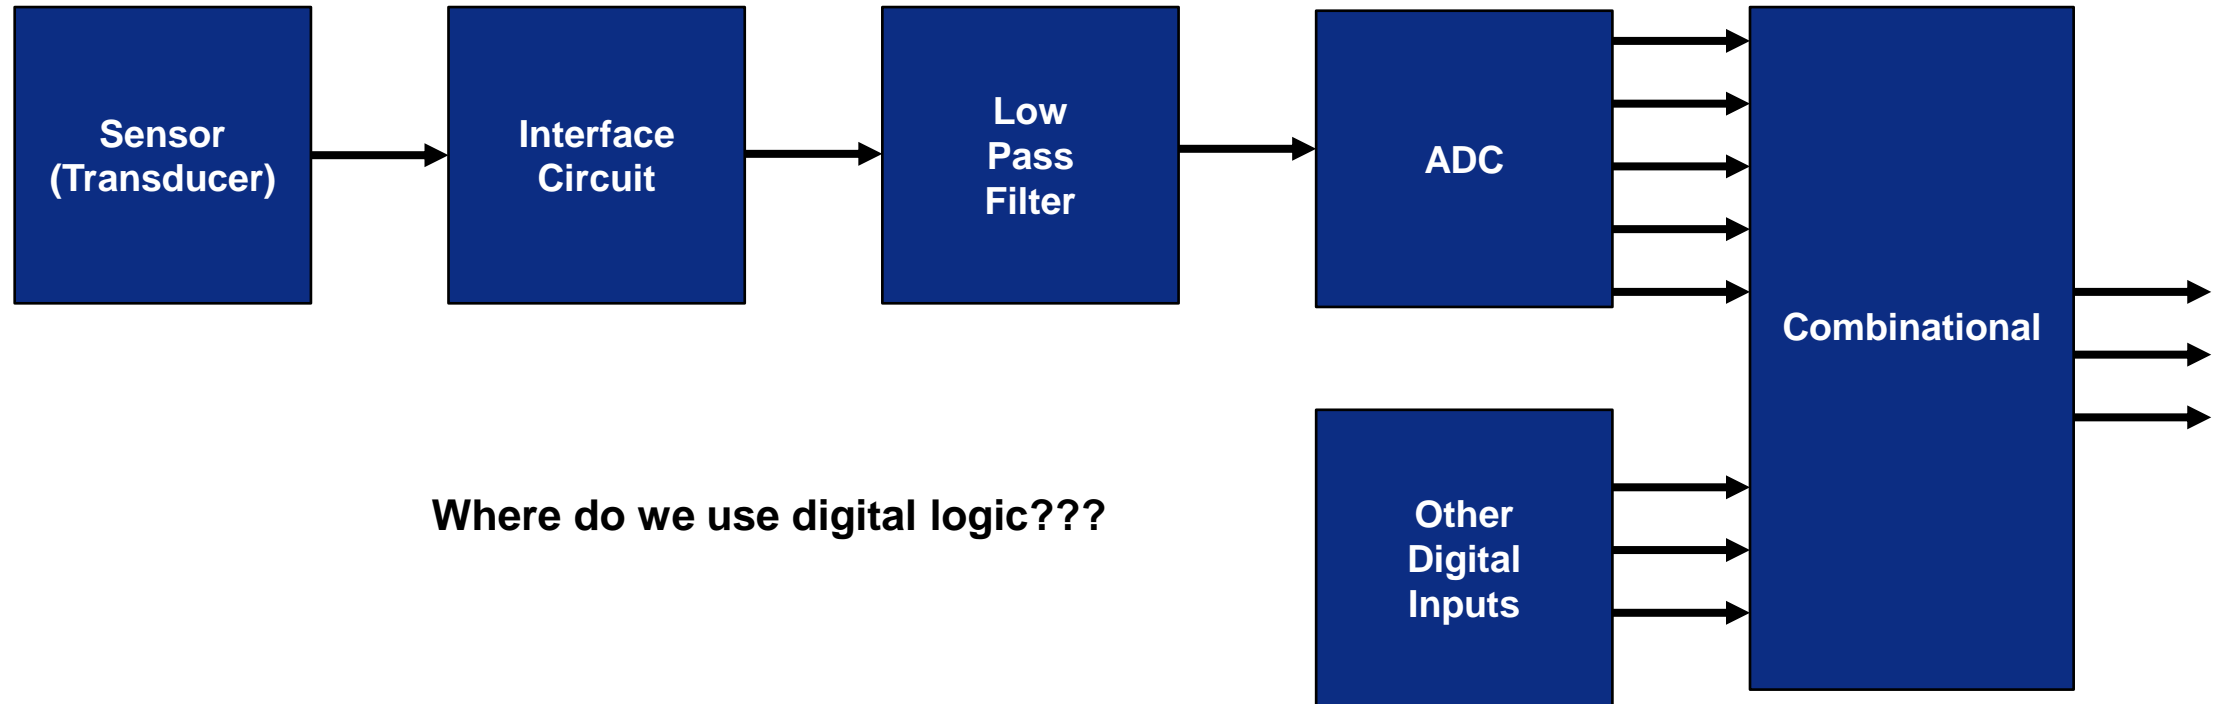 Sensor
(Transducer)
Interface
Circuit
Low
Pass
Filter
ADC
Combinational
Where do we use digital logic???
Other
Digital
Inputs